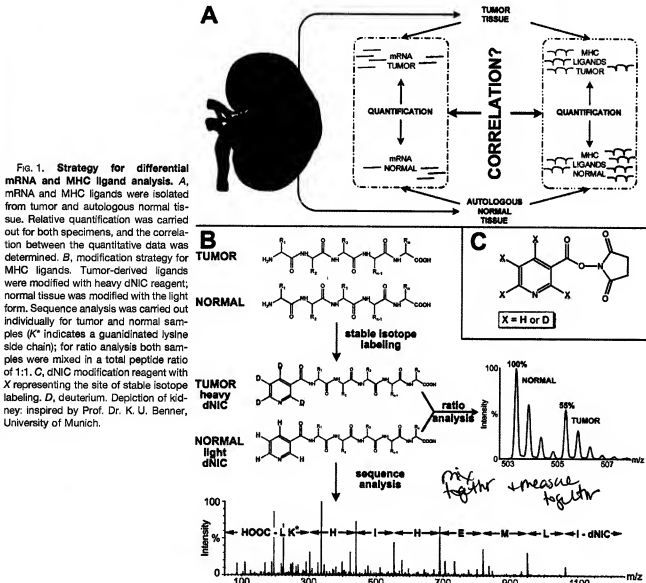 A
TUMOR
TISSUE
mRNA
TUMOR
MHC
LIGANDS
TUMOR
QUANTIFICATION
CORRELATION?
QUANTIFICATION
mRNA
NORMAL
MHC
LIGANDS
NORMAL
AUTOLOGOUS
NORMAL
TISSUE
FIG. 1. Strategy for differential
mRNA and MHC ligand analysis. A,
mRNA and MHC ligands were isolated
from tumor and autologous normal tis-
sue. Relative quantification was carried
out for both specimens, and the correla-
tion between the quantitative data was
determined. B, modification strategy for
MHC ligands. Tumor-derived ligands
were modified with heavy dNIC reagent;
normal tissue was modified with the light
form. Sequence analysis was carried out
individually for tumor and normal sam-
ples (K* indicates a guanidinated lysine
side chain); for ratio analysis both sam-
ples were mixed in a total peptide ratio
of 1:1. C, dNIC modification reagent with
X representing the site of stable isotope
labeling. D, deuterium. Depiction of kid-
ney: inspired by Prof. Dr. K. U. Benner,
University of Munich.
B
TUMOR
NORMAL
stable isotope
labeling
TUMOR
heavy
dNIC
NORMAL
light
dNIC
ratio
analysis
sequence
analysis
C
X = H or D
Intensity
%
100%
NORMAL
55%
TUMOR
503 505 507 m/z
mix
together
+ measure
together
Intensity
%
HOOC - L K* H I H E M L I - dNIC
100 300 500 700 900 1100 m/z